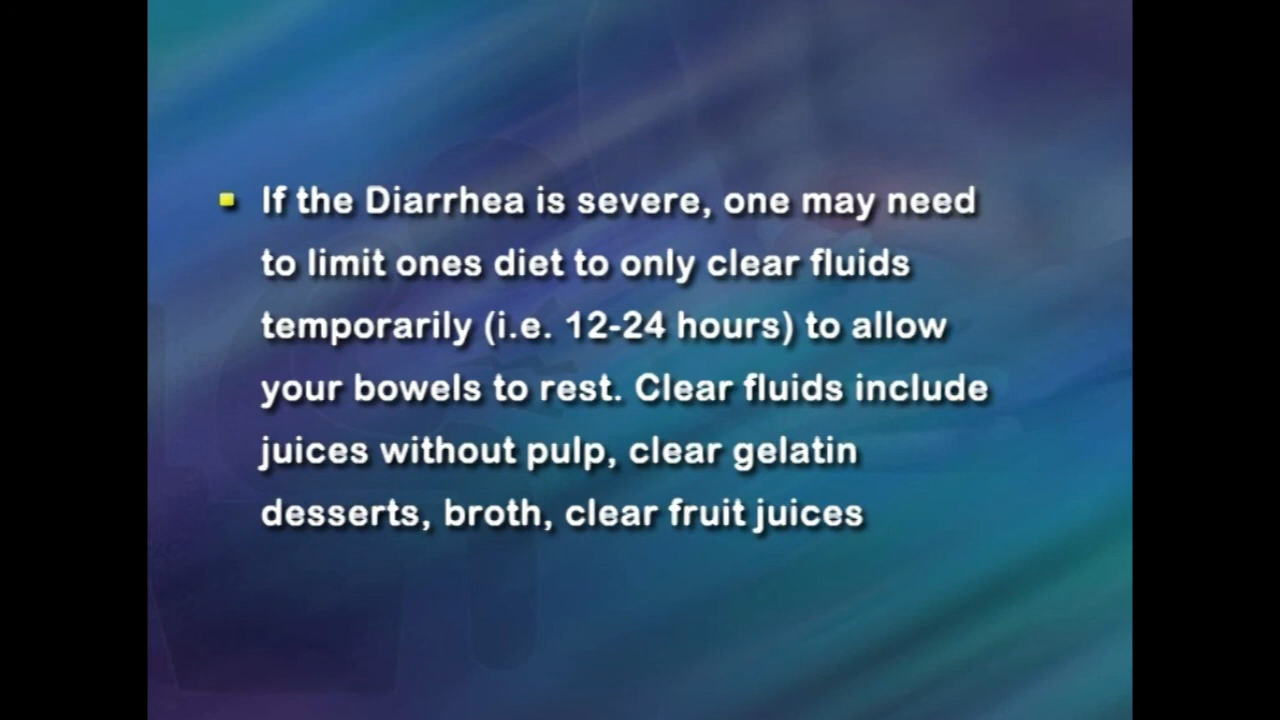 If the Diarrhea is severe, one may need
to limit ones diet to only clear fluids
temporarily (i.e. 12-24 hours) to allow
your bowels to rest. Clear fluids include
juices without pulp, clear gelatin
desserts, broth, clear fruit juices